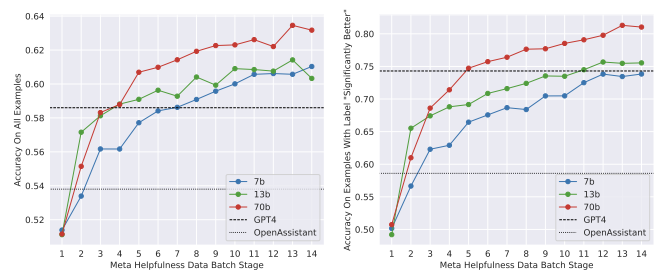 Accuracy On All Examples
0.64
0.62
0.60
0.58
0.56
0.54
0.52
1 2 3 4 5 6 7 8 9 10 11 12 13 14
Meta Helpfulness Data Batch Stage
7b
13b
70b
GPT4
OpenAssistant
Accuracy On Examples With Label "Significantly Better"
0.80
0.75
0.70
0.65
0.60
0.55
0.50
1 2 3 4 5 6 7 8 9 10 11 12 13 14
Meta Helpfulness Data Batch Stage
7b
13b
70b
GPT4
OpenAssistant